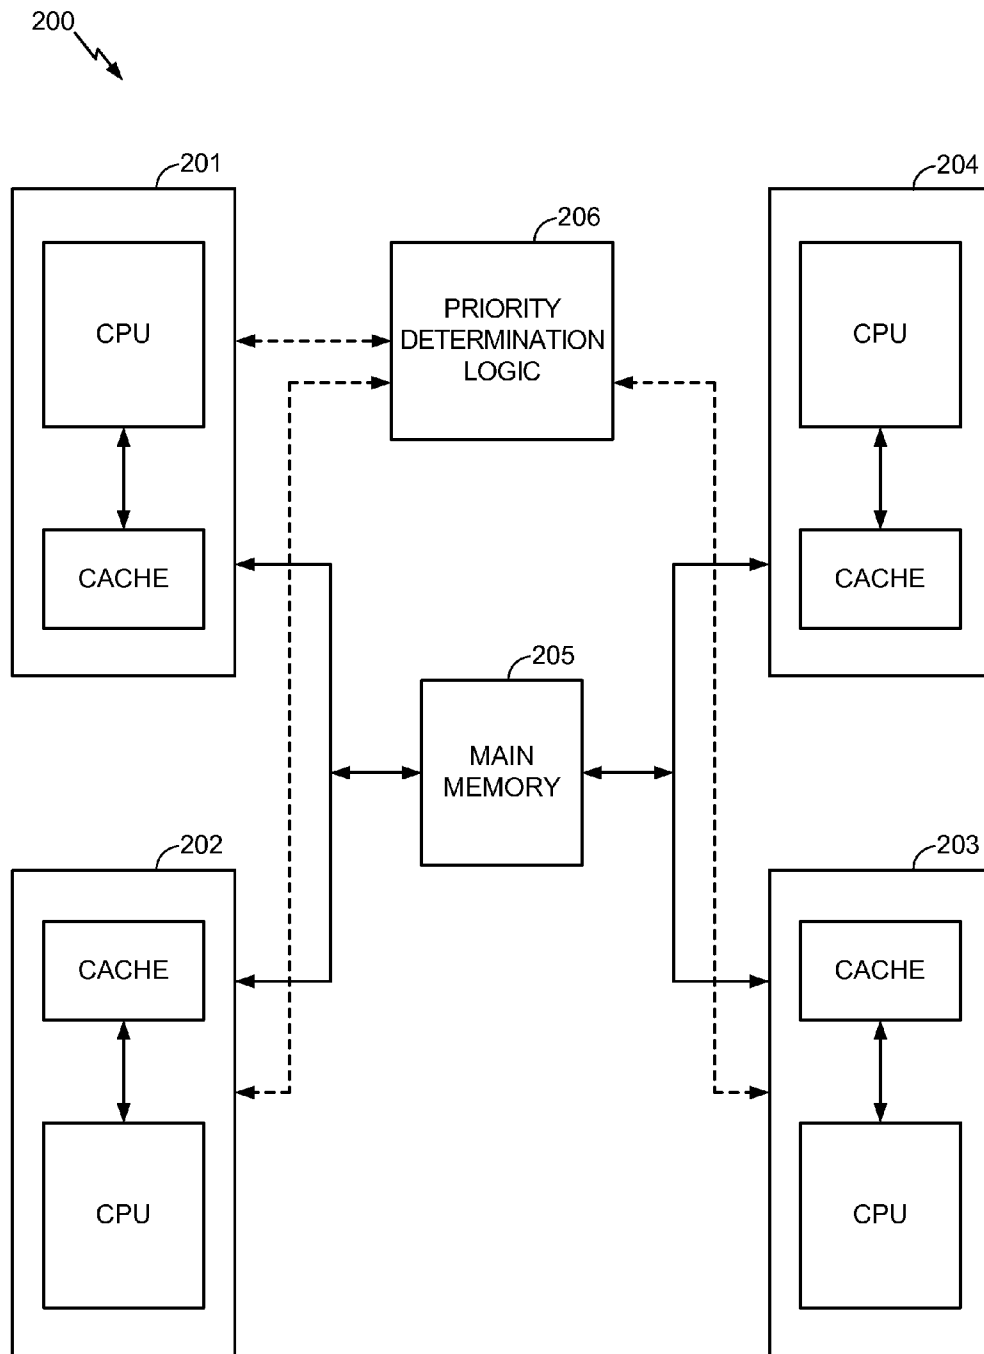 200
201
204
206
CPU
PRIORITY
DETERMINATION
LOGIC
CPU
CACHE
CACHE
205
MAIN
MEMORY
202
203
CACHE
CACHE
CPU
CPU